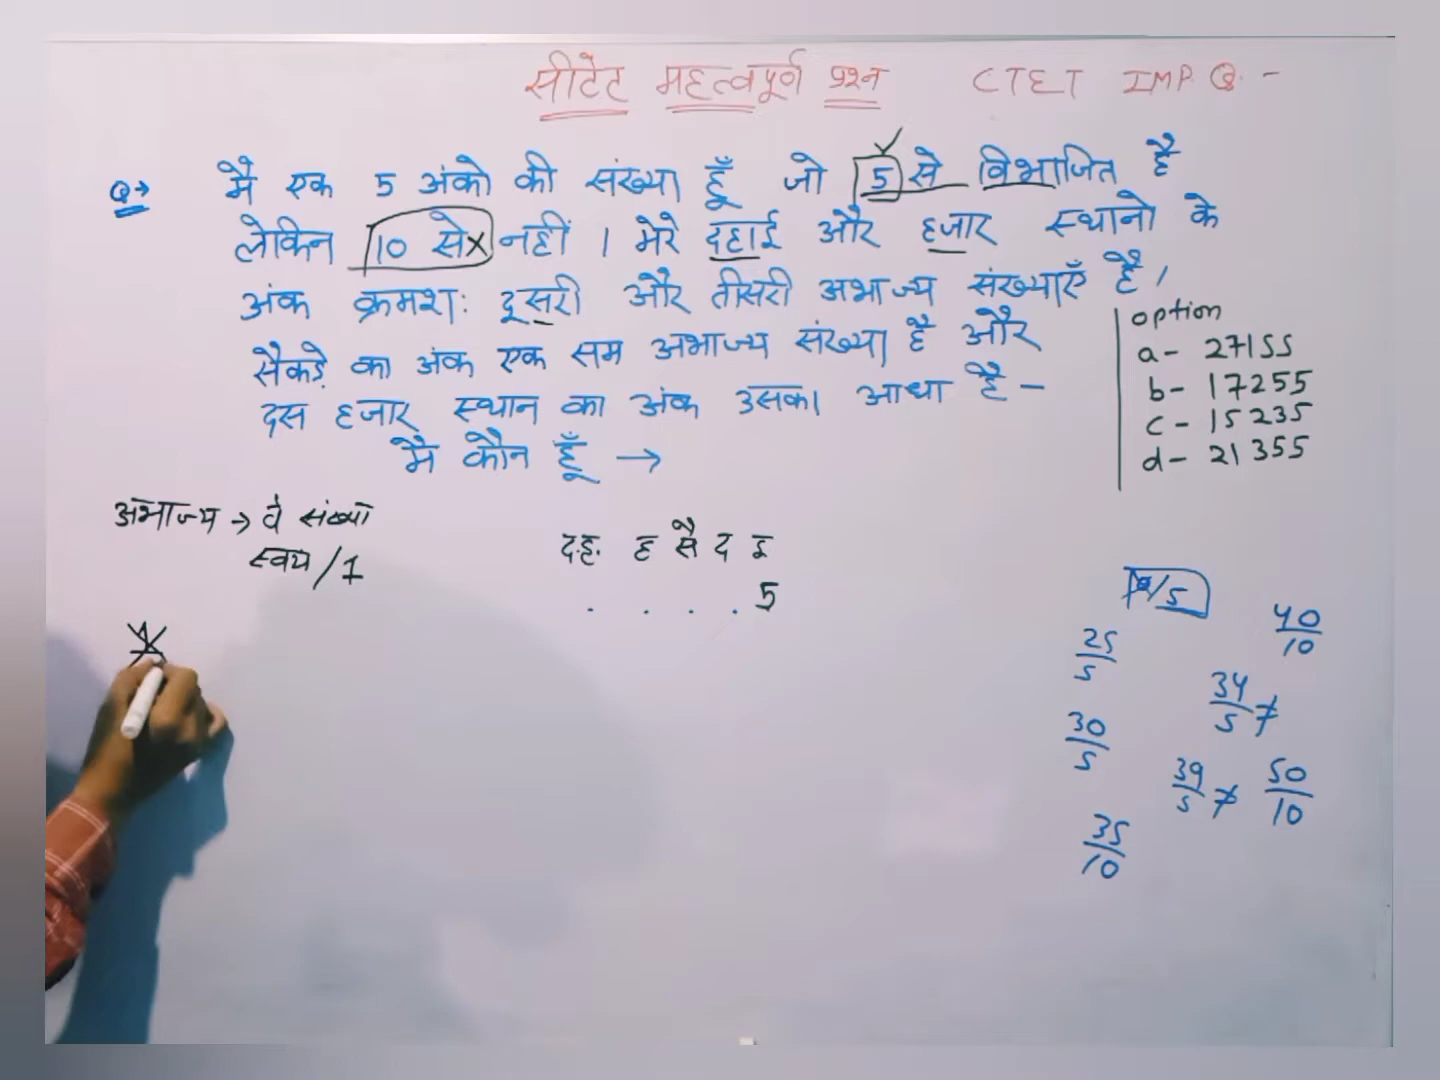 सीटेट महत्वपूर्ण प्रश्न CTET IMP. Q. -
Q→ मै एक 5 अंको की संख्या हूँ जो 5 से विभाजित है
लेकिन 10 से x नहीं । मेरे दहाई और हजार स्थानो के
अंक क्रमश: दूसरी और तीसरी अभाज्य संख्याएँ है /
सैकड़े का अंक एक सम अभाज्य संख्या है और
दस हजार स्थान का अंक उसका आधा है -
मै कौन हूँ →
option
a - 27155
b - 17255
c - 15235
d - 21355
अभाज्य → वे संख्या
स्वय / 1
द.ह. ह सै द इ
. . . . 5
/5
25/5
40/10
34/5 ≠
30/5
39/5 ≠
50/10
35/10